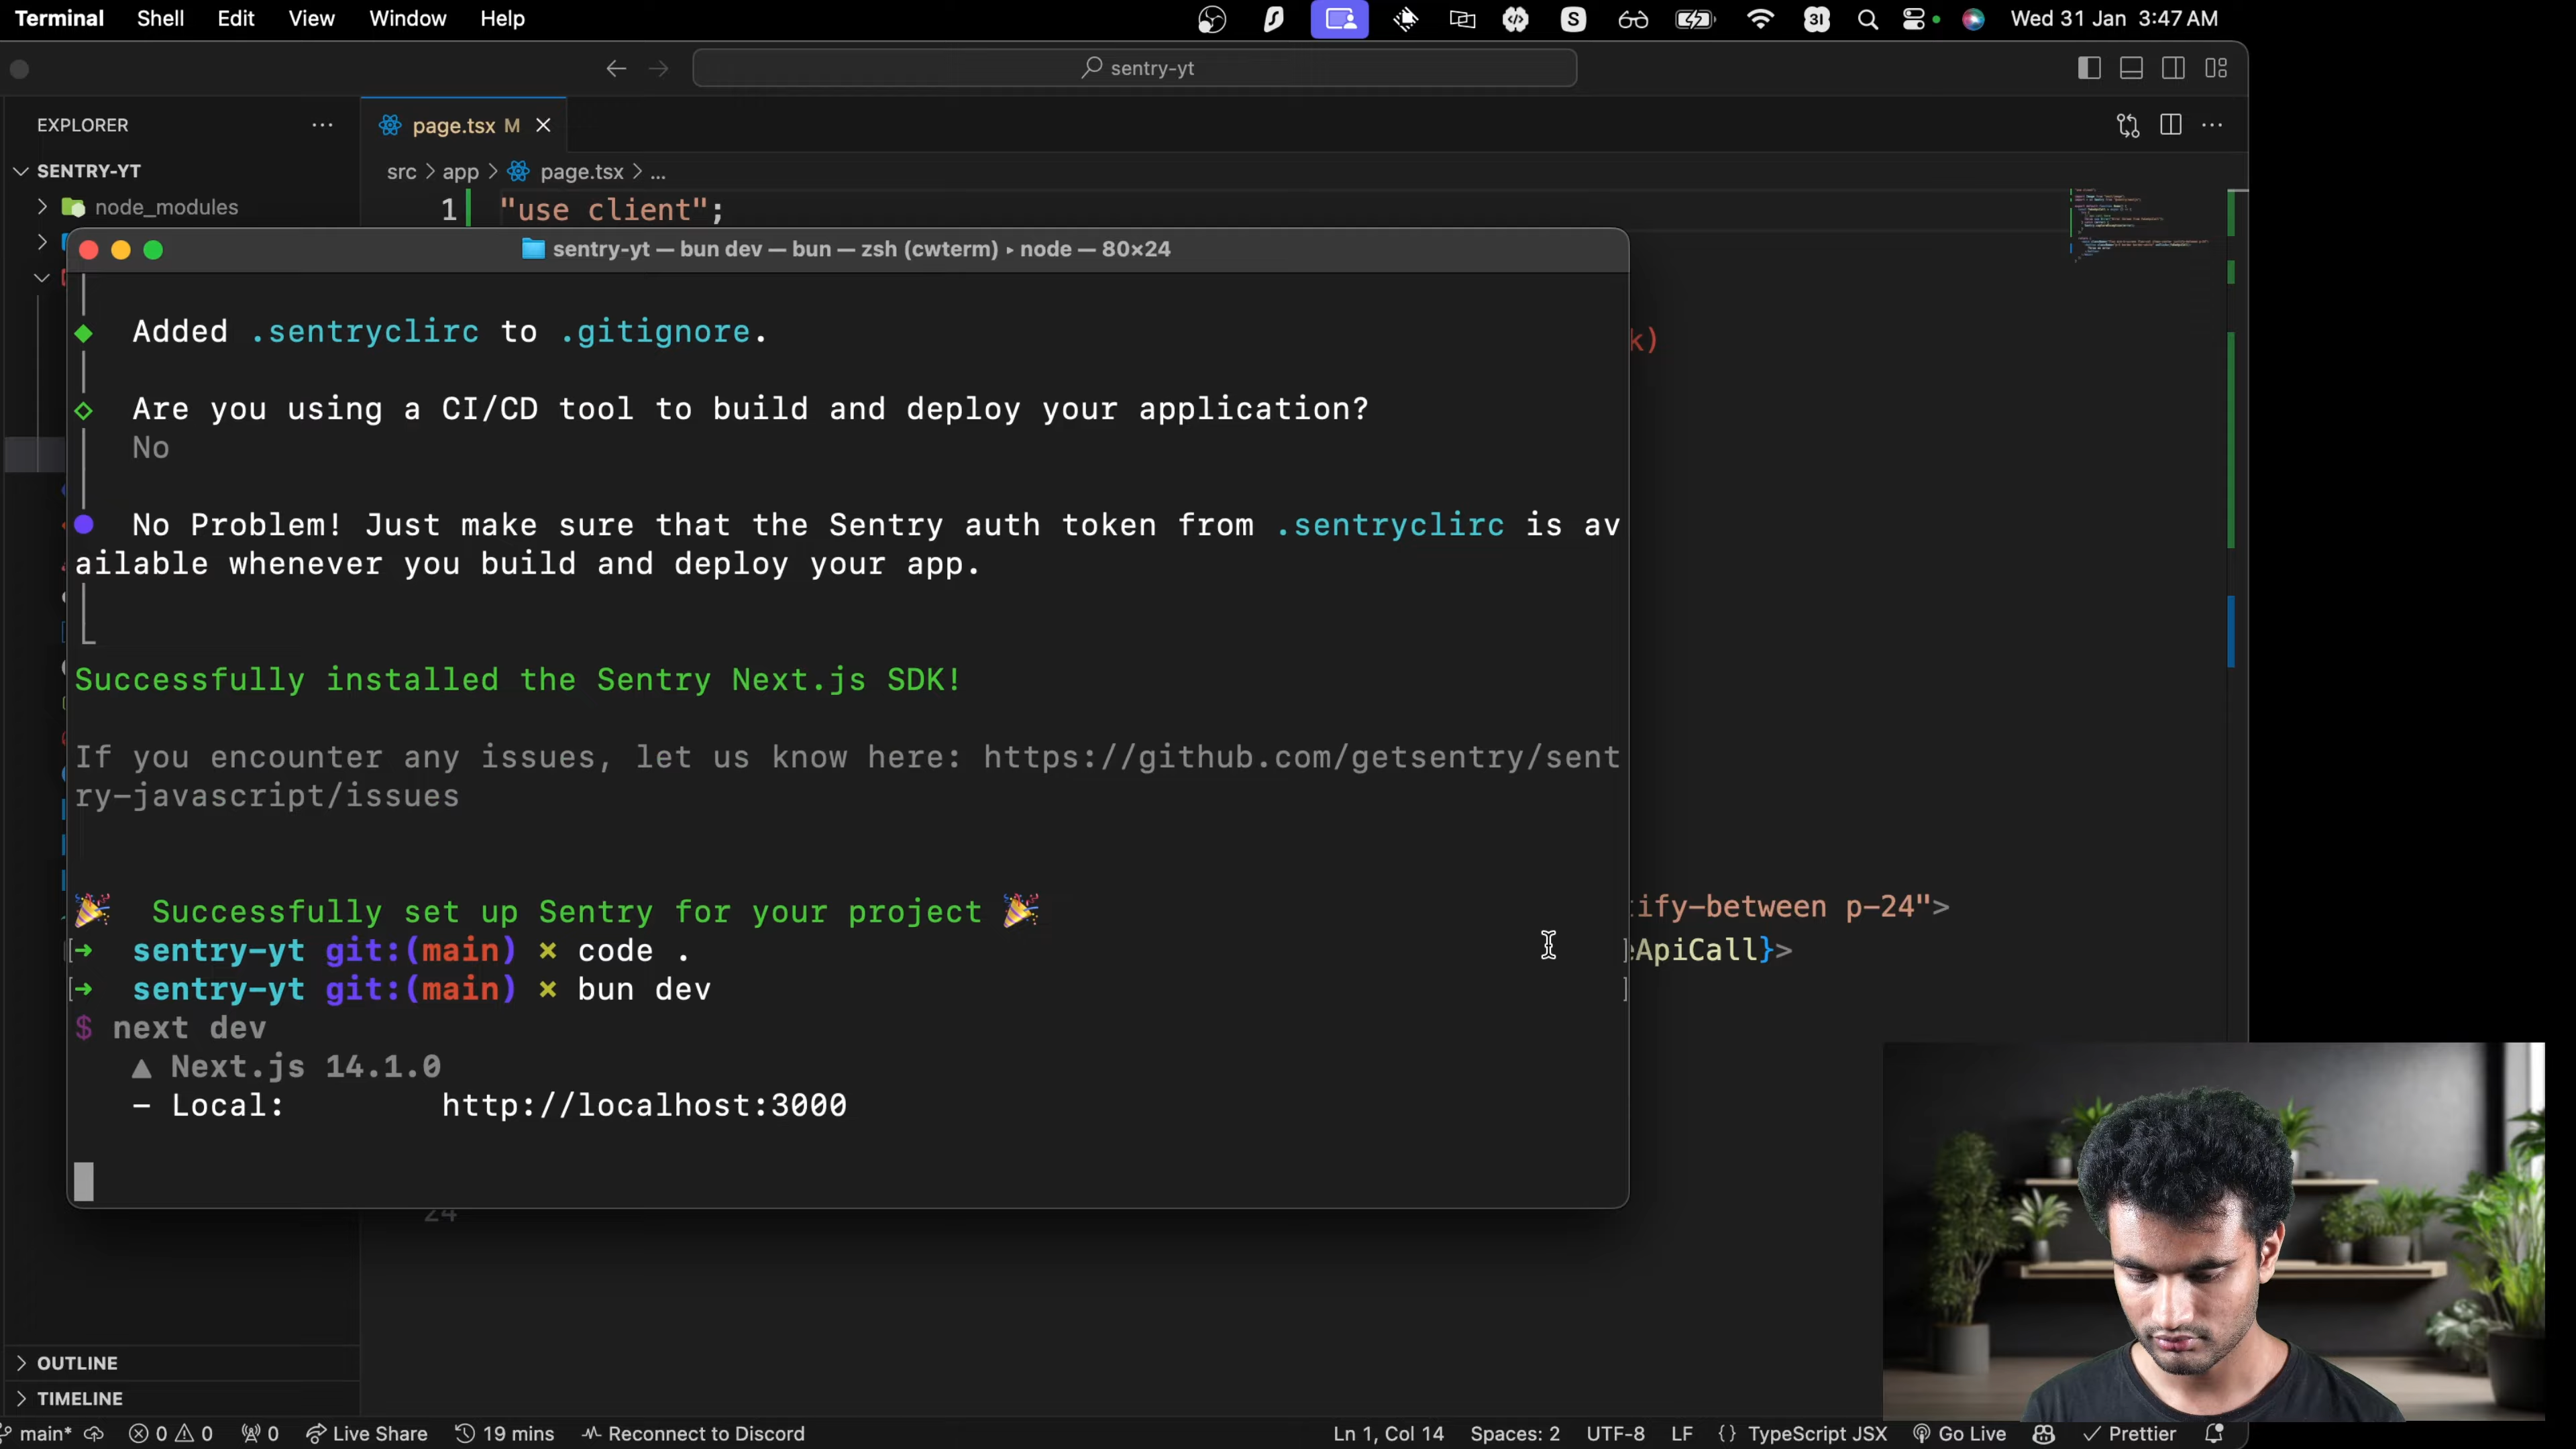 Terminal Shell Edit View Window Help
Wed 31 Jan 3:47 AM
sentry-yt
EXPLORER
page.tsx M
SENTRY-YT
src > app > page.tsx > ...
node_modules
1 "use client";
sentry-yt — bun dev — bun — zsh (cwterm) ▸ node — 80×24
Added .sentryclirc to .gitignore.
k)
Are you using a CI/CD tool to build and deploy your application?
No
No Problem! Just make sure that the Sentry auth token from .sentryclirc is av
ailable whenever you build and deploy your app.
Successfully installed the Sentry Next.js SDK!
If you encounter any issues, let us know here: https://github.com/getsentry/sent
ry-javascript/issues
🎉 Successfully set up Sentry for your project 🎉
tify-between p-24">
[➜ sentry-yt git:(main) × code . ]
eApiCall}>
[➜ sentry-yt git:(main) × bun dev ]
$ next dev
▲ Next.js 14.1.0
- Local: http://localhost:3000
24
OUTLINE
TIMELINE
main* 0 0 0 Live Share 19 mins Reconnect to Discord
Ln 1, Col 14 Spaces: 2 UTF-8 LF {} TypeScript JSX Go Live Prettier